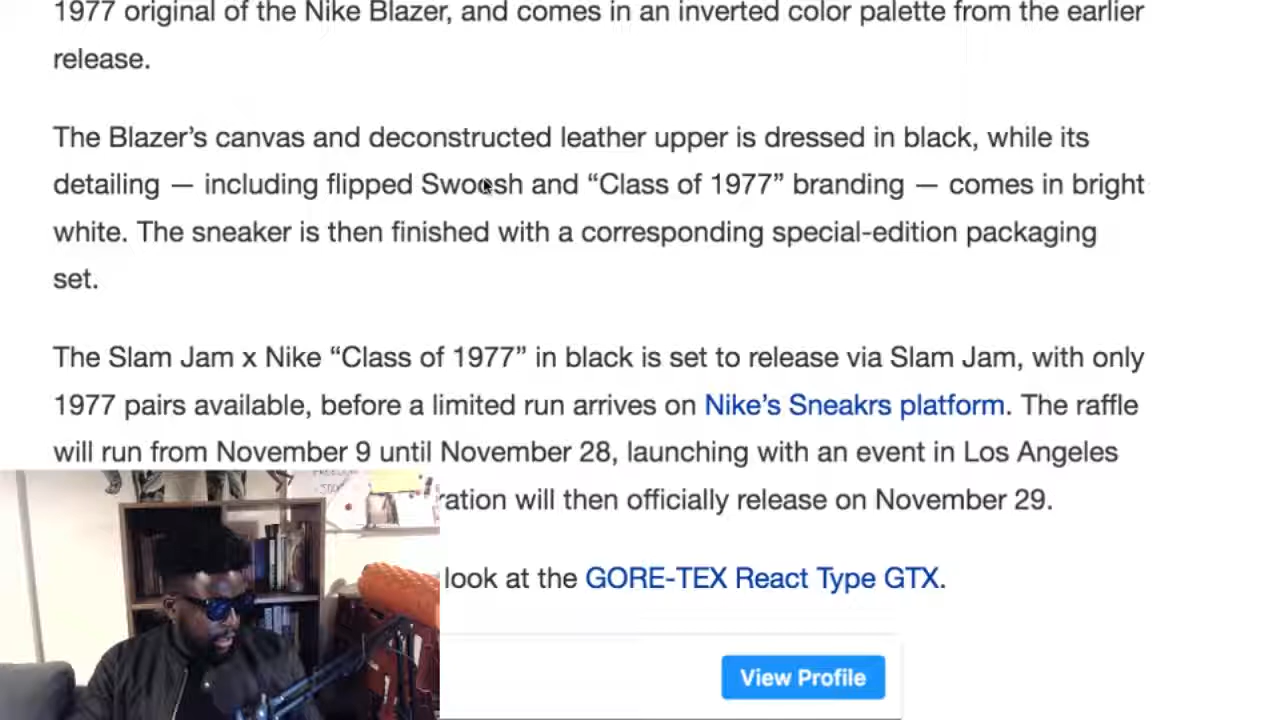 1977 original of the Nike Blazer, and comes in an inverted color palette from the earlier
release.
The Blazer’s canvas and deconstructed leather upper is dressed in black, while its
detailing — including flipped Swoosh and “Class of 1977” branding — comes in bright
white. The sneaker is then finished with a corresponding special-edition packaging
set.
The Slam Jam x Nike “Class of 1977” in black is set to release via Slam Jam, with only
1977 pairs available, before a limited run arrives on Nike’s Sneakrs platform. The raffle
will run from November 9 until November 28, launching with an event in Los Angeles
ration will then officially release on November 29.
look at the GORE-TEX React Type GTX.
View Profile